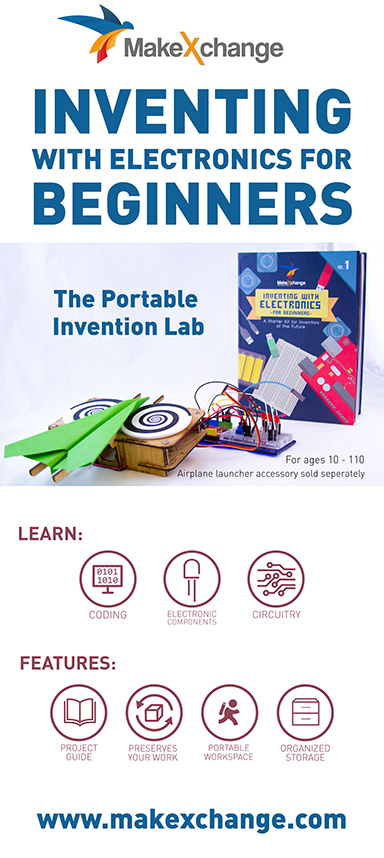 MakeXchange
INVENTING
WITH ELECTRONICS FOR
BEGINNERS
The Portable
Invention Lab
VOL. 1
MakeXchange
INVENTING WITH
ELECTRONICS
-FOR BEGINNERS-
A Starter Kit for Inventors
of the Future
For ages 10 - 110
Airplane launcher accessory sold seperately
LEARN:
0101
1010
CODING
ELECTRONIC
COMPONENTS
CIRCUITRY
FEATURES:
PROJECT
GUIDE
PRESERVES
YOUR WORK
PORTABLE
WORKSPACE
ORGANIZED
STORAGE
www.makexchange.com